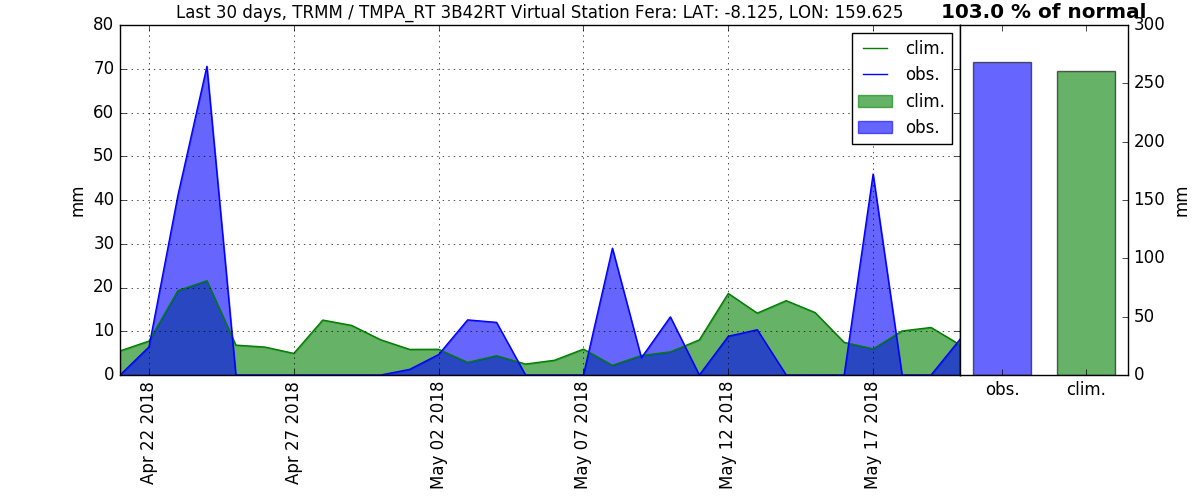 Last 30 days, TRMM / TMPA_RT 3B42RT Virtual Station Fera: LAT: -8.125, LON: 159.625
103.0 % of normal
80
70
60
50
40
30
20
10
0
mm
clim.
obs.
clim.
obs.
Apr 22 2018
Apr 27 2018
May 02 2018
May 07 2018
May 12 2018
May 17 2018
300
250
200
150
100
50
0
mm
obs.
clim.